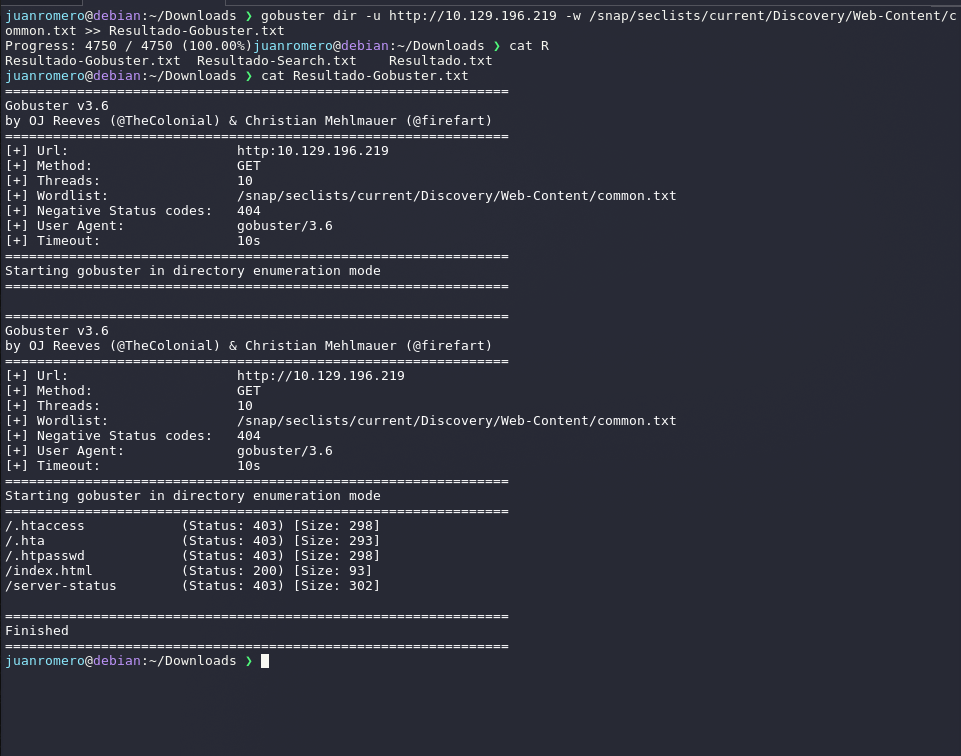 juanromero@debian:~/Downloads ❯ gobuster dir -u http://10.129.196.219 -w /snap/seclists/current/Discovery/Web-Content/c
ommon.txt >> Resultado-Gobuster.txt
Progress: 4750 / 4750 (100.00%)juanromero@debian:~/Downloads ❯ cat R
Resultado-Gobuster.txt  Resultado-Search.txt    Resultado.txt
juanromero@debian:~/Downloads ❯ cat Resultado-Gobuster.txt
===============================================================
Gobuster v3.6
by OJ Reeves (@TheColonial) & Christian Mehlmauer (@firefart)
===============================================================
[+] Url:                     http:10.129.196.219
[+] Method:                  GET
[+] Threads:                 10
[+] Wordlist:                /snap/seclists/current/Discovery/Web-Content/common.txt
[+] Negative Status codes:   404
[+] User Agent:              gobuster/3.6
[+] Timeout:                 10s
===============================================================
Starting gobuster in directory enumeration mode
===============================================================

===============================================================
Gobuster v3.6
by OJ Reeves (@TheColonial) & Christian Mehlmauer (@firefart)
===============================================================
[+] Url:                     http://10.129.196.219
[+] Method:                  GET
[+] Threads:                 10
[+] Wordlist:                /snap/seclists/current/Discovery/Web-Content/common.txt
[+] Negative Status codes:   404
[+] User Agent:              gobuster/3.6
[+] Timeout:                 10s
===============================================================
Starting gobuster in directory enumeration mode
===============================================================
/.htaccess            (Status: 403) [Size: 298]
/.hta                 (Status: 403) [Size: 293]
/.htpasswd            (Status: 403) [Size: 298]
/index.html           (Status: 200) [Size: 93]
/server-status        (Status: 403) [Size: 302]

===============================================================
Finished
===============================================================
juanromero@debian:~/Downloads ❯